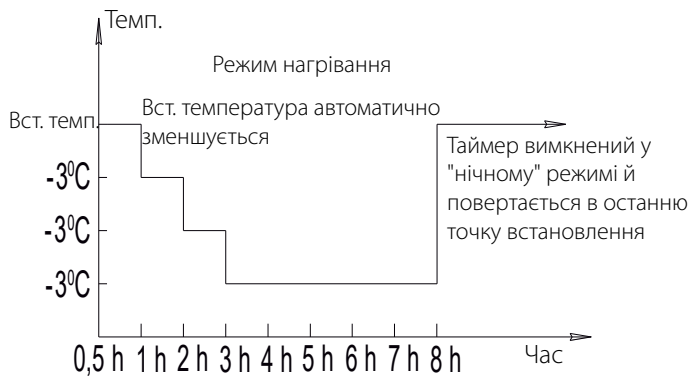 Темп.
Режим нагрівання
Вст. температура автоматично
зменшується
Вст. темп.
Таймер вимкнений у
"нічному" режимі й
повертається в останню
точку встановлення
-3⁰C
-3⁰C
-3⁰C
0,5 h 1 h 2 h 3 h 4 h 5 h 6 h 7 h 8 h
Час